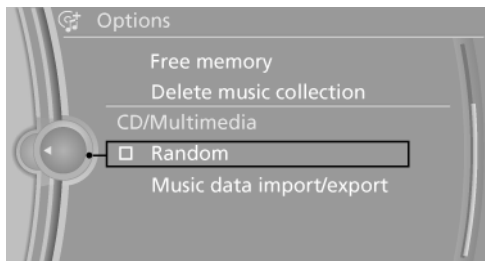 Options
Free memory
Delete music collection
CD/Multimedia
Random
Music data import/export